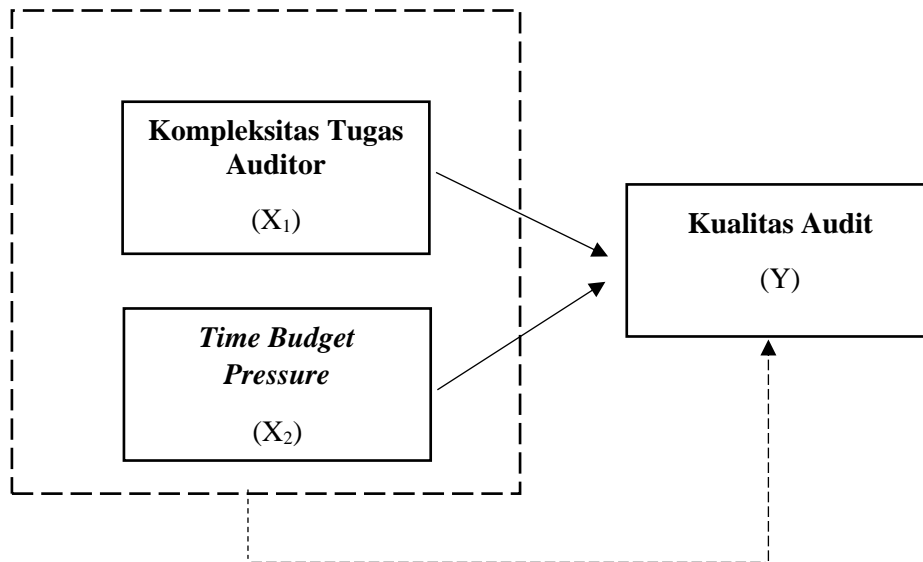 Kompleksitas Tugas
Auditor
(X₁)
Time Budget
Pressure
(X₂)
Kualitas Audit
(Y)